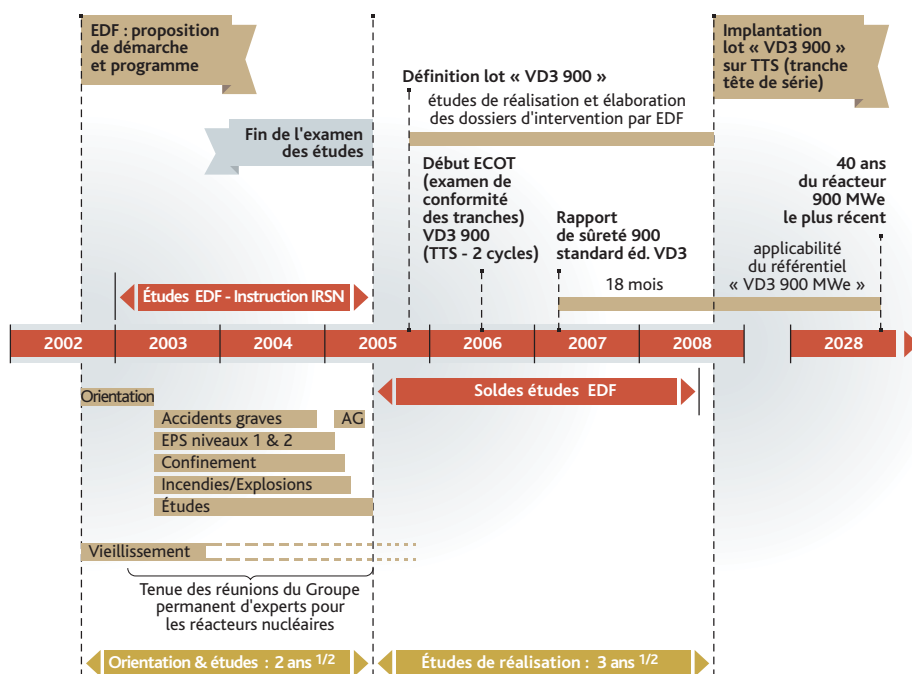 EDF : proposition
de démarche
et programme
Implantation
lot « VD3 900 »
sur TTS (tranche
tête de série)
Définition lot « VD3 900 »
études de réalisation et élaboration
des dossiers d'intervention par EDF
Fin de l'examen
des études
Début ECOT
(examen de
conformité
des tranches)
VD3 900
(TTS - 2 cycles)
Rapport
de sûreté 900
standard éd. VD3
40 ans
du réacteur
900 MWe
le plus récent
18 mois
applicabilité
du référentiel
« VD3 900 MWe »
Études EDF - Instruction IRSN
2002 2003 2004 2005 2006 2007 2008 2028
Soldes études EDF
Orientation
Accidents graves AG
EPS niveaux 1 & 2
Confinement
Incendies/Explosions
Études
Vieillissement
Tenue des réunions du Groupe
permanent d'experts pour
les réacteurs nucléaires
Orientation & études : 2 ans 1/2
Études de réalisation : 3 ans 1/2